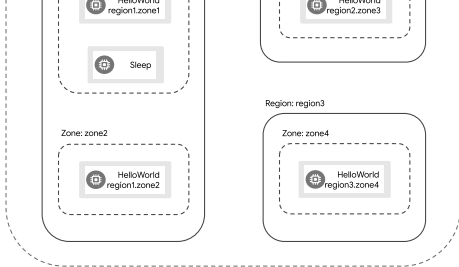 HelloWorld
region1.zone1
Sleep
Zone: zone2
HelloWorld
region1.zone2
HelloWorld
region2.zone3
Region: region3
Zone: zone4
HelloWorld
region3.zone4